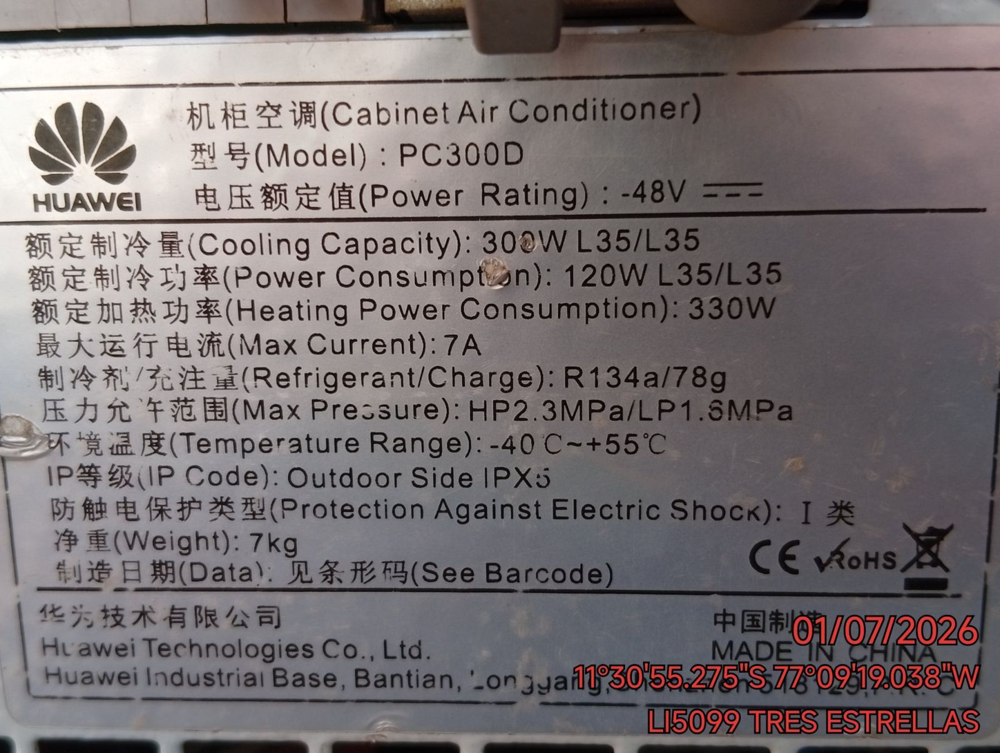 HUAWEI
机柜空调(Cabinet Air Conditioner)
型号(Model) : PC300D
电压额定值(Power Rating) : -48V
额定制冷量(Cooling Capacity): 300W L35/L35
额定制冷功率(Power Consumption): 120W L35/L35
额定加热功率(Heating Power Consumption): 330W
最大运行电流(Max Current): 7A
制冷剂/充注量(Refrigerant/Charge): R134a/78g
压力允许范围(Max Pressure): HP2.3MPa/LP1.6MPa
环境温度(Temperature Range): -40℃~+55℃
IP等级(IP Code): Outdoor Side IPX5
防触电保护类型(Protection Against Electric Shock): I 类
净重(Weight): 7kg
制造日期(Data): 见条形码(See Barcode)
CE RoHS
华为技术有限公司
中国制造
Huawei Technologies Co., Ltd.
MADE IN CHINA
Huawei Industrial Base, Bantian, Longgang, Shenzhen 518129, P. R. C
01/07/2026
11°30'55.275"S 77°09'19.038"W
LI5099 TRES ESTRELLAS